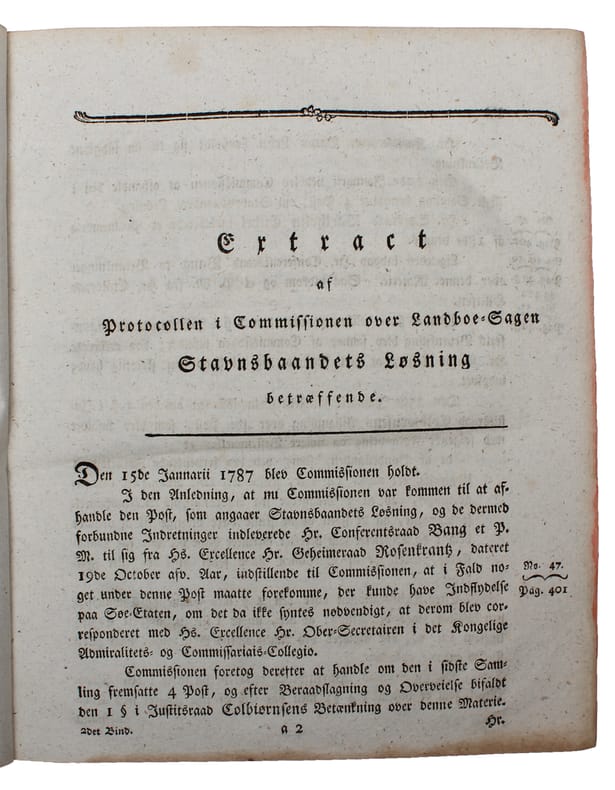 Extract
af
Protocollen i Commissionen over Landboe-Sagen
Stavnsbaandets Løsning
betræffende.
Den 15de Jannarii 1787 blev Commissionen holdt.
I den Anledning, at nu Commissionen var kommen til at af-
handle den Post, som angaaer Stavnsbaandets Løsning, og de dermed
forbundne Indretninger indleverede Hr. Conferentsraad Bang et P.
M. til sig fra Hs. Excellence Hr. Geheimeraad Rosenkrantz, dateret
19de October afv. Aar, indstillende til Commissionen, at i Fald no-
get under denne Post maatte forekomme, der kunde have Indflydelse
paa Soe-Etaten, om det da ikke syntes nødvendigt, at derom blev cor-
responderet med Hs. Excellence Hr. Ober-Secretairen i det Kongelige
Admiralitets- og Commissariais-Collegio.
No. 47.
Pag. 401
Commissionen foretog derefter at handle om den i sidste Sam-
ling fremsatte 4 Post, og efter Beraadslagning og Overveielse bifaldt
den 1 § i Justitsraad Colbiørnsens Betænkning over denne Materie.
Hr.
2det Bind.
a 2